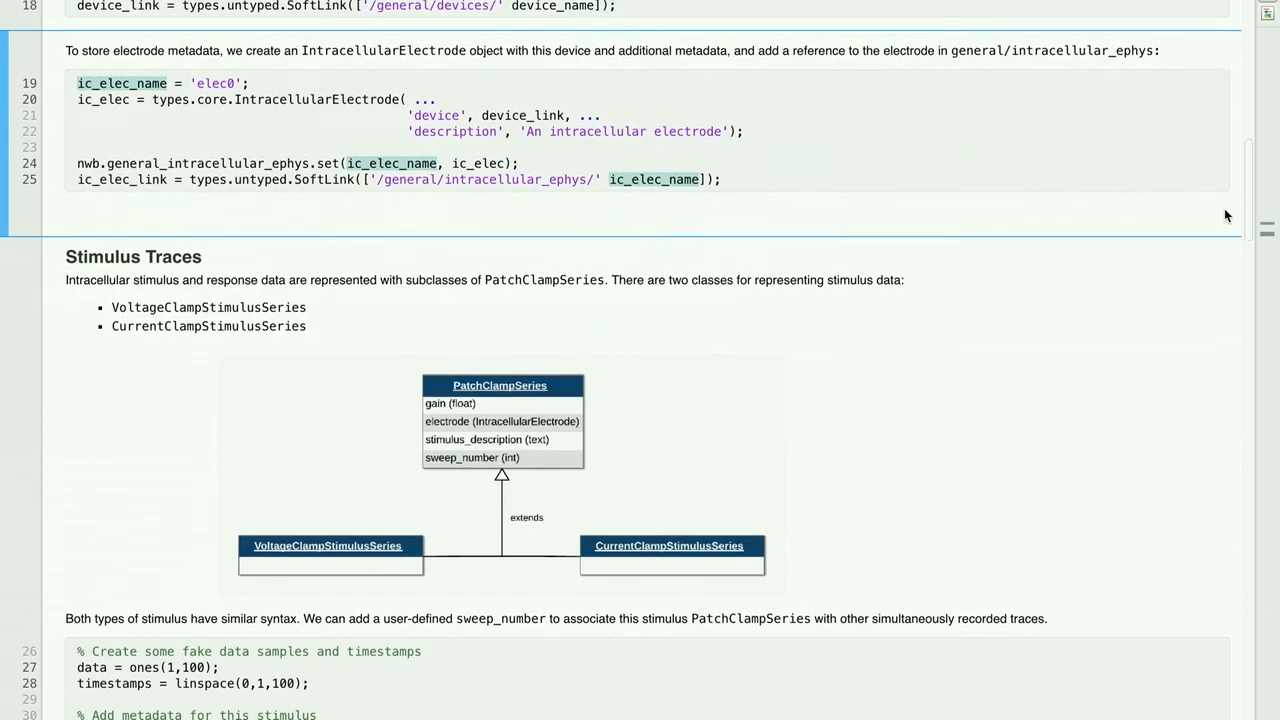 18 device_link = types.untyped.SoftLink(['/general/devices/' device_name]);
To store electrode metadata, we create an IntracellularElectrode object with this device and additional metadata, and add a reference to the electrode in general/intracellular_ephys:
19 ic_elec_name = 'elec0';
20 ic_elec = types.core.IntracellularElectrode( ...
21 'device', device_link, ...
22 'description', 'An intracellular electrode');
23
24 nwb.general_intracellular_ephys.set(ic_elec_name, ic_elec);
25 ic_elec_link = types.untyped.SoftLink(['/general/intracellular_ephys/' ic_elec_name]);
Stimulus Traces
Intracellular stimulus and response data are represented with subclasses of PatchClampSeries. There are two classes for representing stimulus data:
▪ VoltageClampStimulusSeries
▪ CurrentClampStimulusSeries
PatchClampSeries
gain (float)
electrode (IntracellularElectrode)
stimulus_description (text)
sweep_number (int)
extends
VoltageClampStimulusSeries
CurrentClampStimulusSeries
Both types of stimulus have similar syntax. We can add a user-defined sweep_number to associate this stimulus PatchClampSeries with other simultaneously recorded traces.
26 % Create some fake data samples and timestamps
27 data = ones(1,100);
28 timestamps = linspace(0,1,100);
29
30 % Add metadata for this stimulus